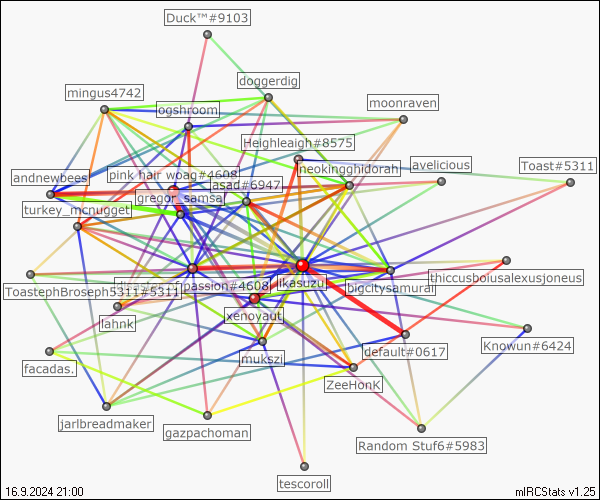 Duck™#9103
doggerdig
mingus4742
ogshroom
moonraven
Heighleaigh#8575
neokingghidorah
avelicious
Toast#5311
andnewbees
pink hair woag#4608
asad#6947
gregor_samsa
turkey_mcnugget
thiccusboiusalexusjoneus
ikasuzu
bigcitysamurai
ToastephBroseph5311#5311
passion#4608
xenoyaut
lahnk
default#0617
Knowun#6424
mukszi
facadas.
ZeeHonK
jarlbreadmaker
gazpachoman
Random Stuf6#5983
tescoroll
16.9.2024 21:00
mIRCStats v1.25